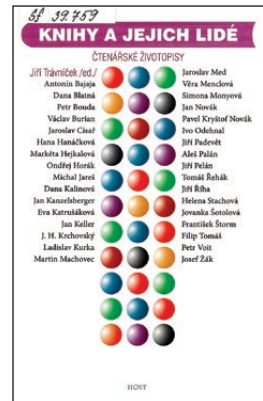 Sf 39.759
KNIHY A JEJICH LIDÉ
ČTENÁŘSKÉ ŽIVOTOPISY
Jiří Trávníček /ed./
Antonín Bajaja
Dana Blatná
Petr Bouda
Václav Burian
Jaroslav Císař
Hana Hanáčková
Markéta Hejkalová
Ondřej Horák
Michal Jareš
Dana Kalinová
Jan Kanzelsberger
Eva Katrušáková
Jan Keller
J. H. Krchovský
Ladislav Kurka
Martin Machovec
Jaroslav Med
Věra Menclová
Simona Monyová
Jan Novák
Pavel Kryštof Novák
Ivo Odehnal
Jiří Padevět
Aleš Palán
Jiří Pelán
Tomáš Řehák
Jiří Říha
Helena Stachová
Jovanka Šotolová
František Štorm
Filip Tomáš
Petr Voit
Josef Žák
HOST